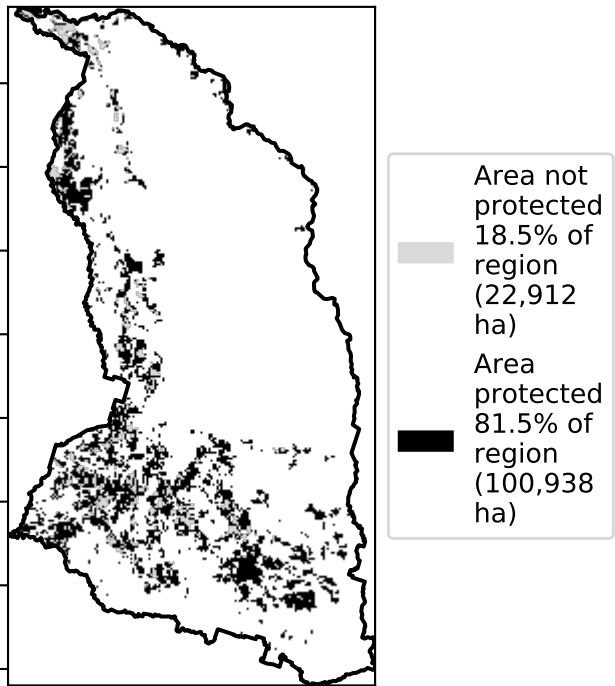 Area not
protected
18.5% of
region
(22,912
ha)
Area
protected
81.5% of
region
(100,938
ha)